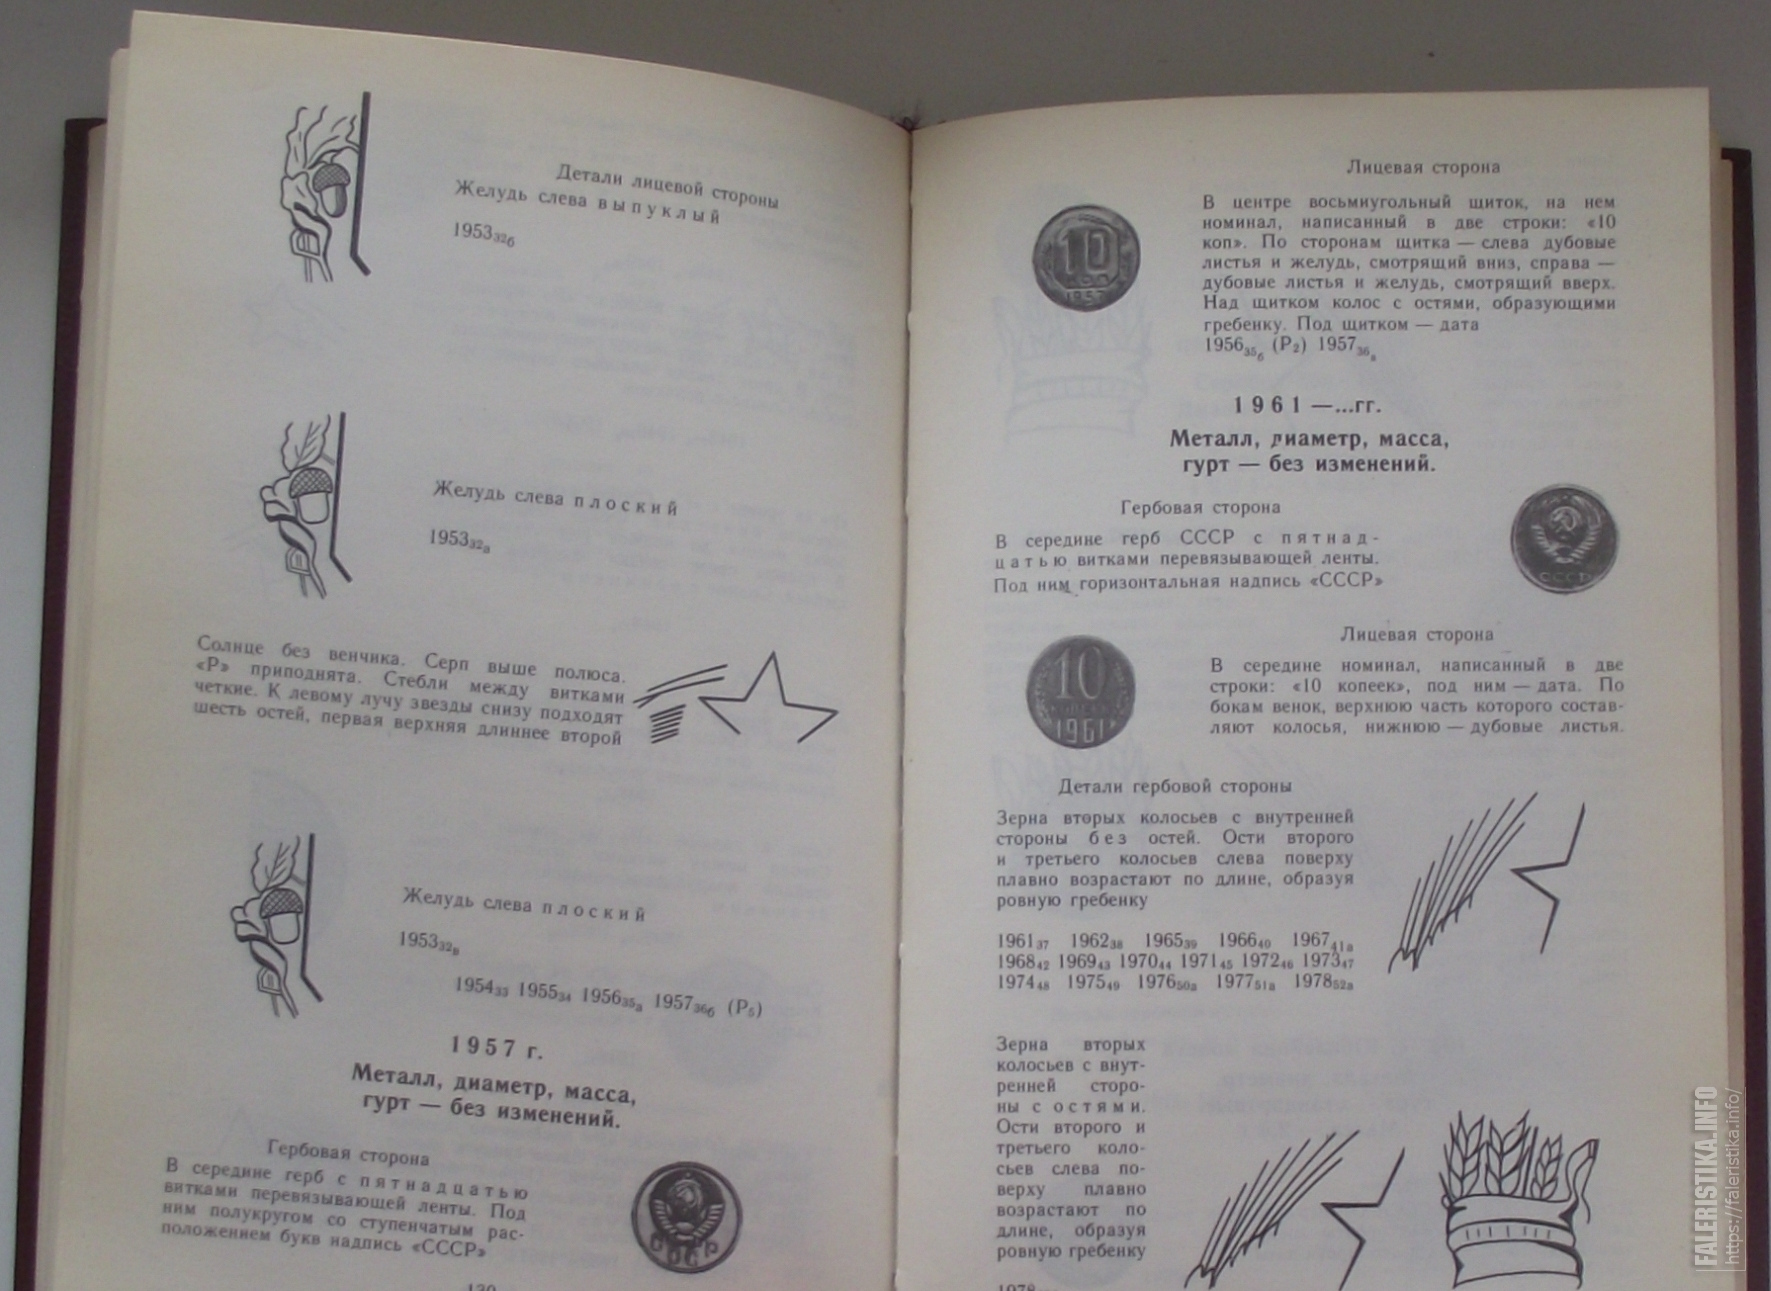 Детали лицевой стороны
Желудь слева выпуклый
1953₃₂б
Желудь слева плоский
1953₃₂а
Солнце без венчика. Серп выше полюса.
«Р» приподнята. Стебли между витками
четкие. К левому лучу звезды снизу подходят
шесть остей, первая верхняя длиннее второй
Желудь слева плоский
1953₃₂в
1954₃₃ 1955₃₄ 1956₃₅а 1957₃₆б (Р₅)
1957 г.
Металл, диаметр, масса,
гурт — без изменений.
Гербовая сторона
В середине герб с пятнадцатью
витками перевязывающей ленты. Под
ним полукругом со ступенчатым рас-
положением букв надпись «СССР»
СССР
130
Лицевая сторона
10
КОП
1957
В центре восьмиугольный щиток, на нем
номинал, написанный в две строки: «10
коп». По сторонам щитка — слева дубовые
листья и желудь, смотрящий вниз, справа —
дубовые листья и желудь, смотрящий вверх.
Над щитком колос с остями, образующими
гребенку. Под щитком — дата
1956₃₅б (Р₂) 1957₃₆а
1961 —...гг.
Металл, диаметр, масса,
гурт — без изменений.
Гербовая сторона
В середине герб СССР с пятнад-
цатью витками перевязывающей ленты.
Под ним горизонтальная надпись «СССР»
СССР
Лицевая сторона
10
КОПЕЕК
1961
В середине номинал, написанный в две
строки: «10 копеек», под ним — дата. По
бокам венок, верхнюю часть которого состав-
ляют колосья, нижнюю — дубовые листья.
Детали гербовой стороны
Зерна вторых колосьев с внутренней
стороны без остей. Ости второго
и третьего колосьев слева поверху
плавно возрастают по длине, образуя
ровную гребенку
1961₃₇ 1962₃₈ 1965₃₉ 1966₄₀ 1967₄₁а
1968₄₂ 1969₄₃ 1970₄₄ 1971₄₅ 1972₄₆ 1973₄₇
1974₄₈ 1975₄₉ 1976₅₀а 1977₅₁а 1978₅₂а
Зерна вторых
колосьев с внут-
ренней сторо-
ны с остями.
Ости второго и
третьего коло-
сьев слева по-
верху плавно
возрастают по
длине, образуя
ровную гребенку
1978
FALERISTIKA.INFO
https://faleristika.info/